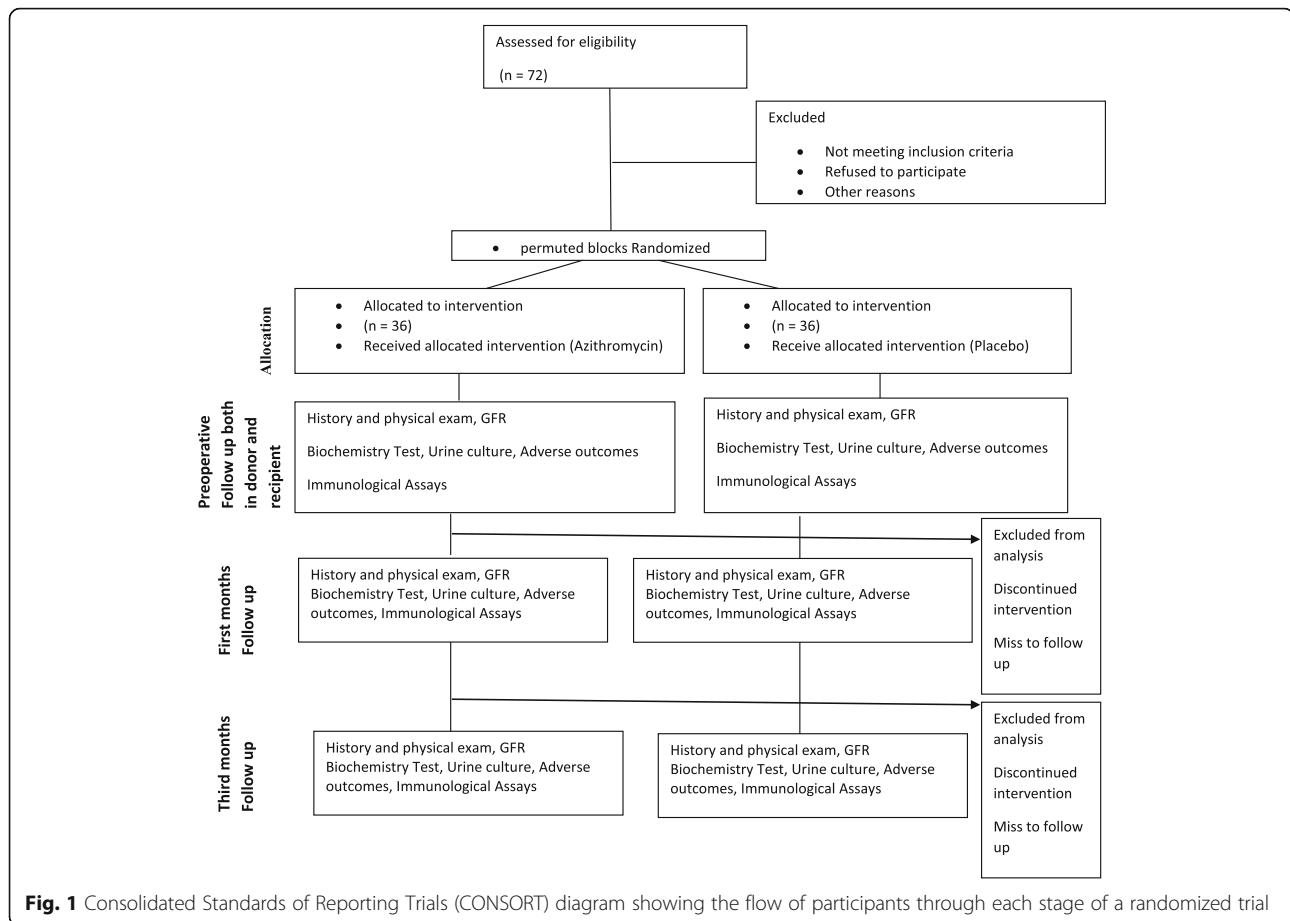 Assessed for eligibility
(n = 72)
Excluded
• Not meeting inclusion criteria
• Refused to participate
• Other reasons
• permuted blocks Randomized
Allocation
• Allocated to intervention
• (n = 36)
• Received allocated intervention (Azithromycin)
• Allocated to intervention
• (n = 36)
• Receive allocated intervention (Placebo)
Preoperative
Follow up both
in donor and
recipient
History and physical exam, GFR
Biochemistry Test, Urine culture, Adverse outcomes
Immunological Assays
History and physical exam, GFR
Biochemistry Test, Urine culture, Adverse outcomes
Immunological Assays
Excluded from
analysis
Discontinued
intervention
Miss to follow
up
First months
Follow up
History and physical exam, GFR
Biochemistry Test, Urine culture, Adverse
outcomes, Immunological Assays
History and physical exam, GFR
Biochemistry Test, Urine culture, Adverse
outcomes, Immunological Assays
Excluded from
analysis
Discontinued
intervention
Miss to follow
up
Third months
Follow up
History and physical exam, GFR
Biochemistry Test, Urine culture, Adverse
outcomes, Immunological Assays
History and physical exam, GFR
Biochemistry Test, Urine culture, Adverse
outcomes, Immunological Assays
Fig. 1 Consolidated Standards of Reporting Trials (CONSORT) diagram showing the flow of participants through each stage of a randomized trial